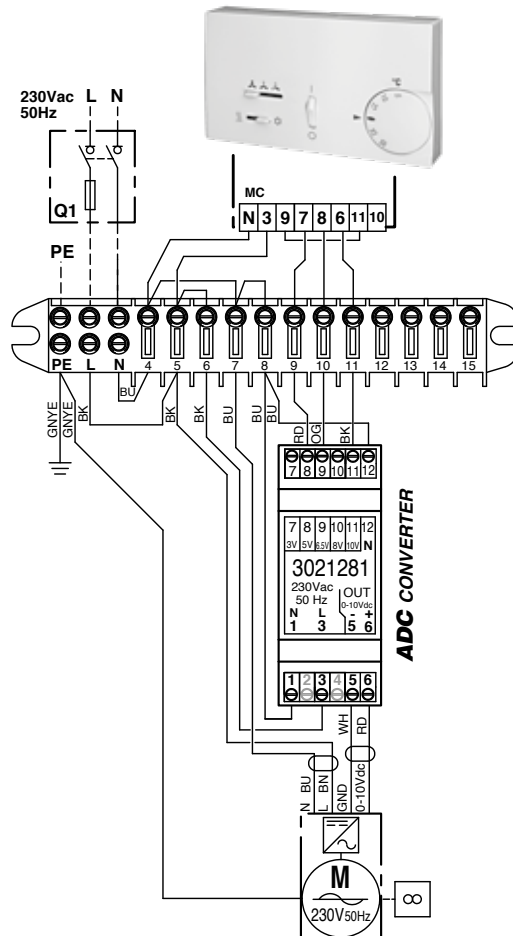 °C
230Vac L N
50Hz
Q1
MC
N 3 9 7 8 6 11 10
PE
PE L N 4 5 6 7 8 9 10 11 12 13 14 15
GNYE GNYE BK BU BK BK BU BU BU RD OG BK
7 8 9 10 11 12
7 8 9 10 11 12
3V 5V 6.5V 8V 10V N
3021281
230Vac
50 Hz
OUT
0-10Vdc
N L - +
1 3 5 6
ADC CONVERTER
1 2 3 4 5 6
WH RD
N BU L BN GND 0-10Vdc
M
230V50Hz
8